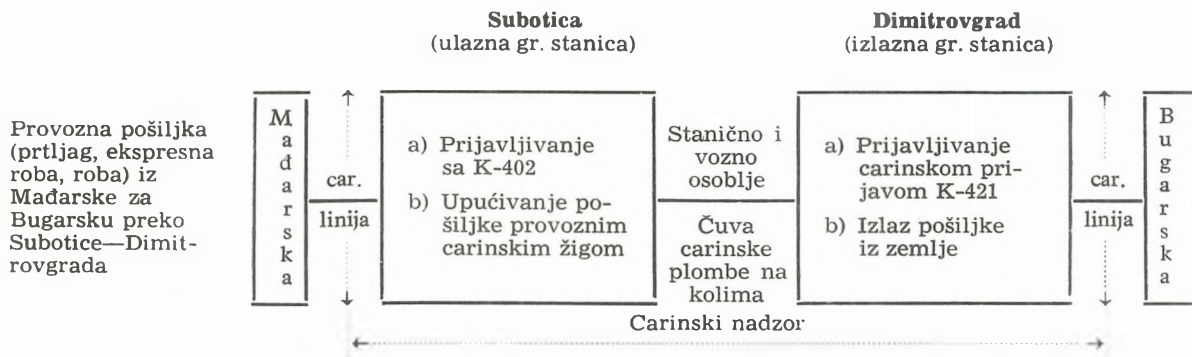 Subotica
(ulazna gr. stanica)
Dimitrovgrad
(izlazna gr. stanica)
Provozna pošiljka
(prtljag, ekspresna
roba, roba) iz
Mađarske za
Bugarsku preko
Subotice—Dimit-
rovgrada
Mađarska
car.
linija
a) Prijavljivanje
sa K-402
b) Upućivanje po-
šiljke provoznim
carinskim žigom
Stanično i
vozno
osoblje
Čuva
carinske
plombe na
kolima
a) Prijavljivanje
carinskom pri-
javom K-421
b) Izlaz pošiljke
iz zemlje
car.
linija
Bugarska
Carinski nadzor